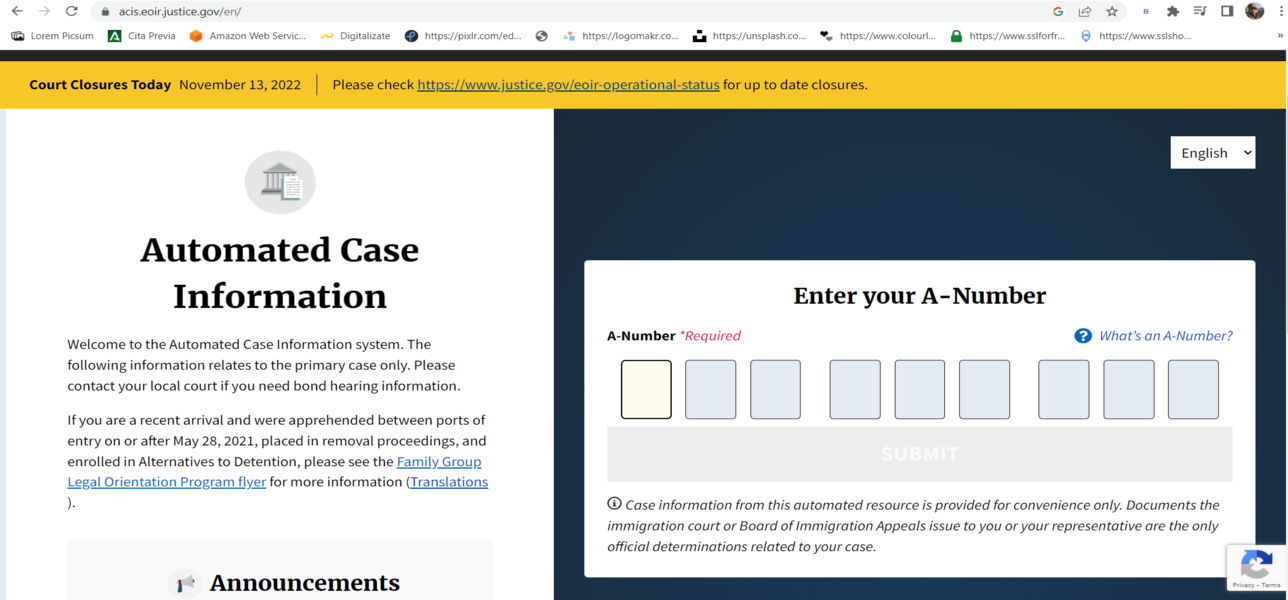 acis.eoir.justice.gov/en/
Lorem Picsum
Cita Previa
Amazon Web Servic...
Digitalizate
https://pixlr.com/ed...
https://logomakr.co...
https://unsplash.co...
https://www.colourl...
https://www.sslforfr...
https://www.sslsho...
»
Court Closures Today November 13, 2022 Please check https://www.justice.gov/eoir-operational-status for up to date closures.
Automated Case
Information
Welcome to the Automated Case Information system. The
following information relates to the primary case only. Please
contact your local court if you need bond hearing information.
If you are a recent arrival and were apprehended between ports of
entry on or after May 28, 2021, placed in removal proceedings, and
enrolled in Alternatives to Detention, please see the Family Group
Legal Orientation Program flyer for more information (Translations
).
Announcements
English
Enter your A-Number
A-Number *Required
What's an A-Number?
SUBMIT
Case information from this automated resource is provided for convenience only. Documents the
immigration court or Board of Immigration Appeals issue to you or your representative are the only
official determinations related to your case.
Privacy - Terms